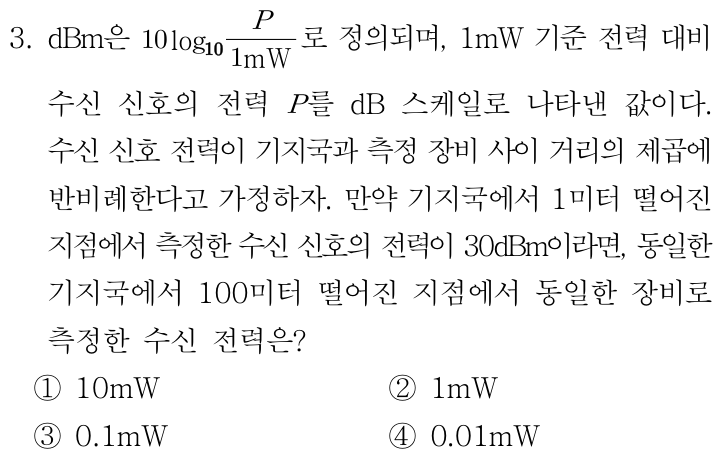 3. dBm은 10log₁₀ P/1mW 로 정의되며, 1mW 기준 전력 대비
수신 신호의 전력 P를 dB 스케일로 나타낸 값이다.
수신 신호 전력이 기지국과 측정 장비 사이 거리의 제곱에
반비례한다고 가정하자. 만약 기지국에서 1미터 떨어진
지점에서 측정한 수신 신호의 전력이 30dBm이라면, 동일한
기지국에서 100미터 떨어진 지점에서 동일한 장비로
측정한 수신 전력은?
① 10mW ② 1mW
③ 0.1mW ④ 0.01mW